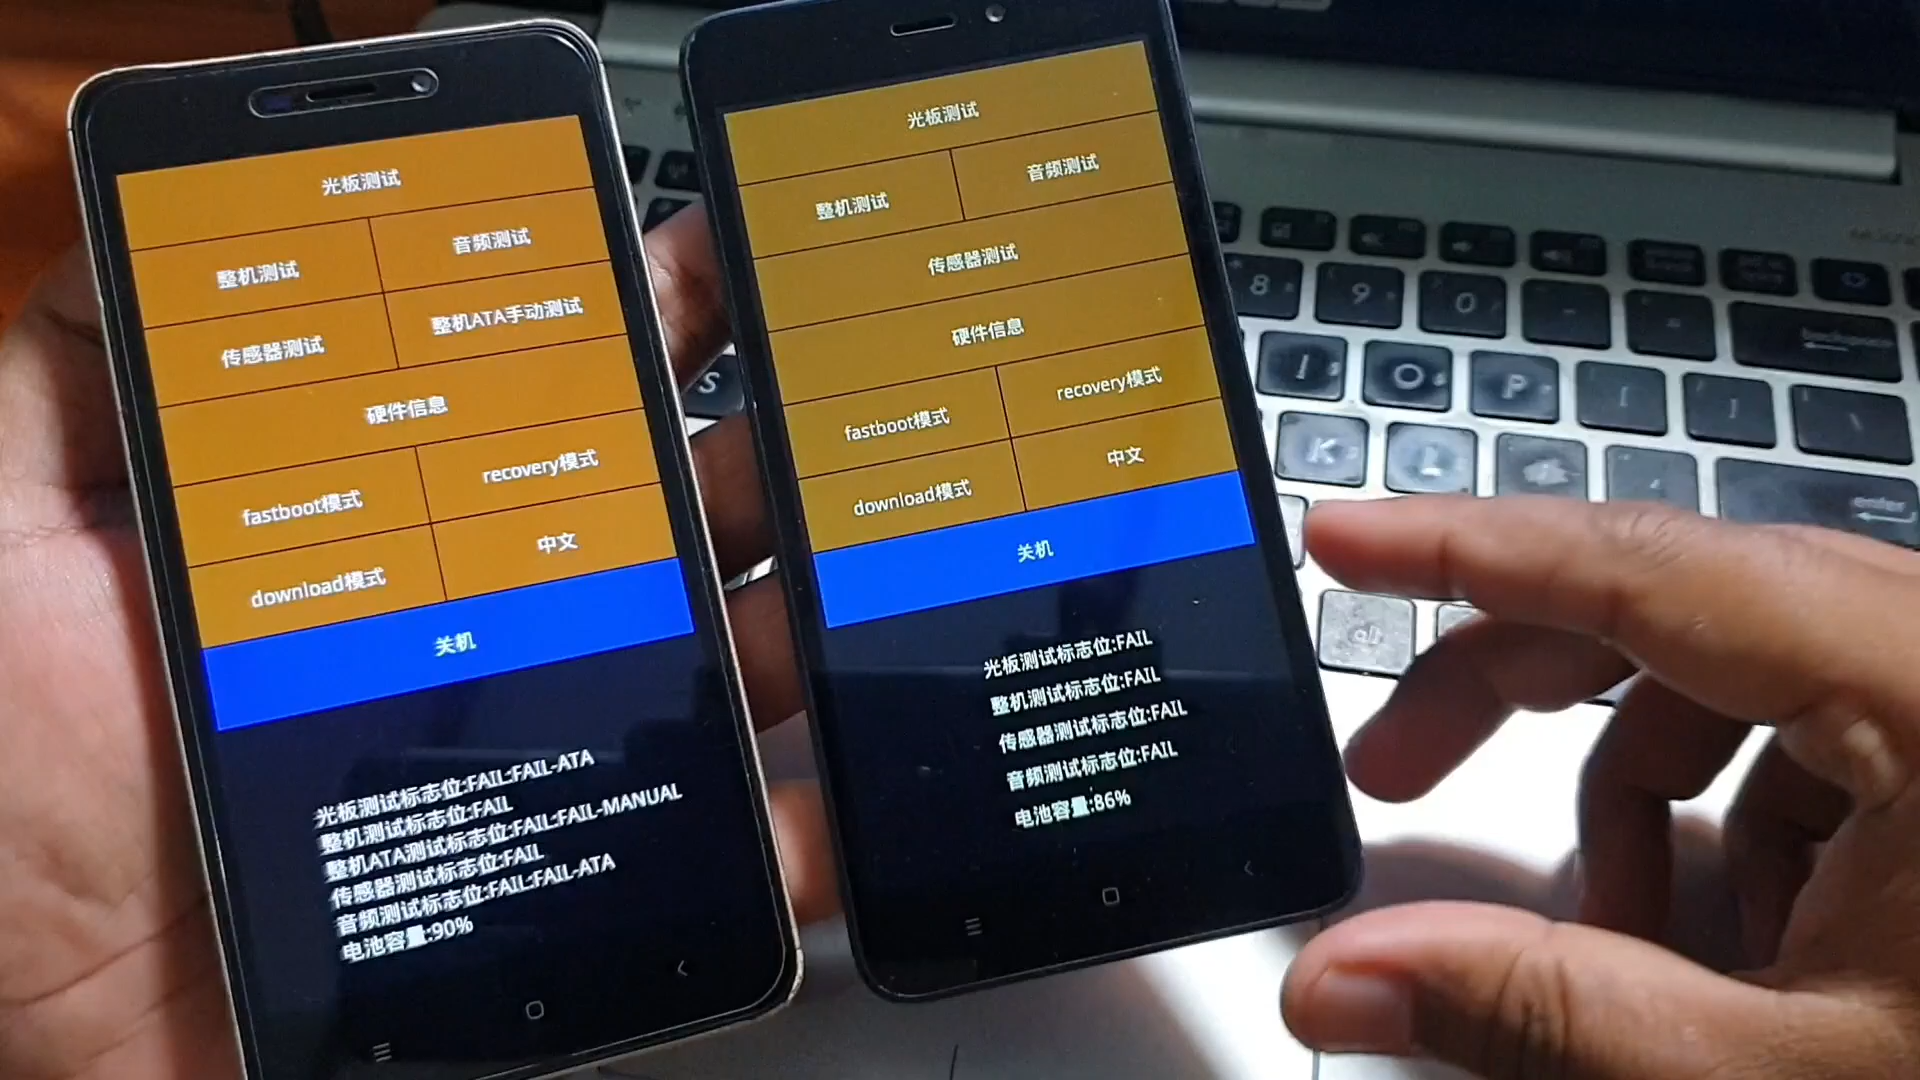 光板测试
整机测试
音频测试
传感器测试
整机ATA手动测试
硬件信息
fastboot模式
recovery模式
download模式
中文
关机
光板测试标志位:FAIL:FAIL-ATA
整机测试标志位:FAIL
整机ATA测试标志位:FAIL:FAIL-MANUAL
传感器测试标志位:FAIL
音频测试标志位:FAIL:FAIL-ATA
电池容量:90%
光板测试
整机测试
音频测试
传感器测试
硬件信息
fastboot模式
recovery模式
download模式
中文
关机
光板测试标志位:FAIL
整机测试标志位:FAIL
传感器测试标志位:FAIL
音频测试标志位:FAIL
电池容量:86%
8
9
0
I
O
P
S
K
L
alt
enter
backspace